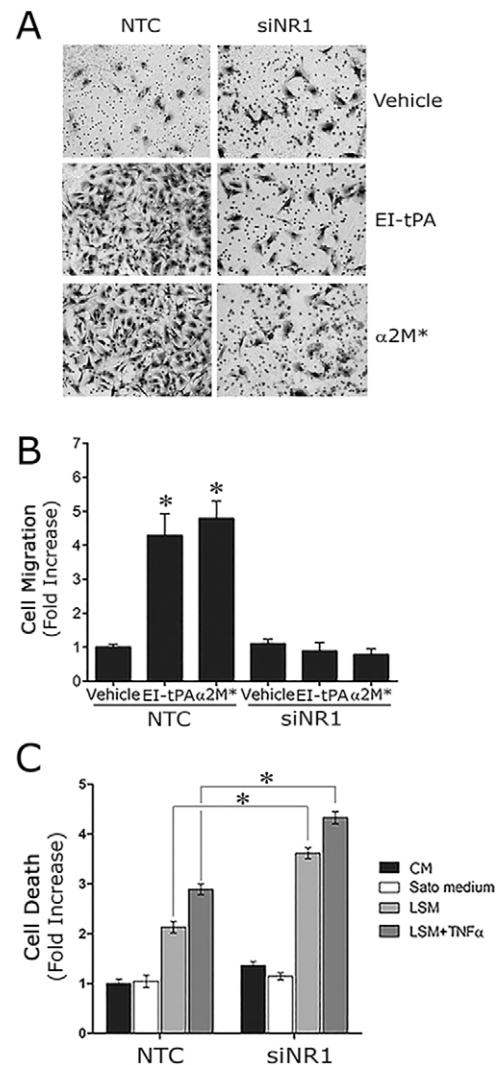 A
NTC siNR1
Vehicle
EI-tPA
α2M*
B
Cell Migration
(Fold Increase)
7
6
5
4
3
2
1
0
* *
Vehicle EI-tPA α2M* Vehicle EI-tPA α2M*
NTC siNR1
C
Cell Death
(Fold Increase)
5
4
3
2
1
0
*
*
CM
Sato medium
LSM
LSM+TNFα
NTC siNR1